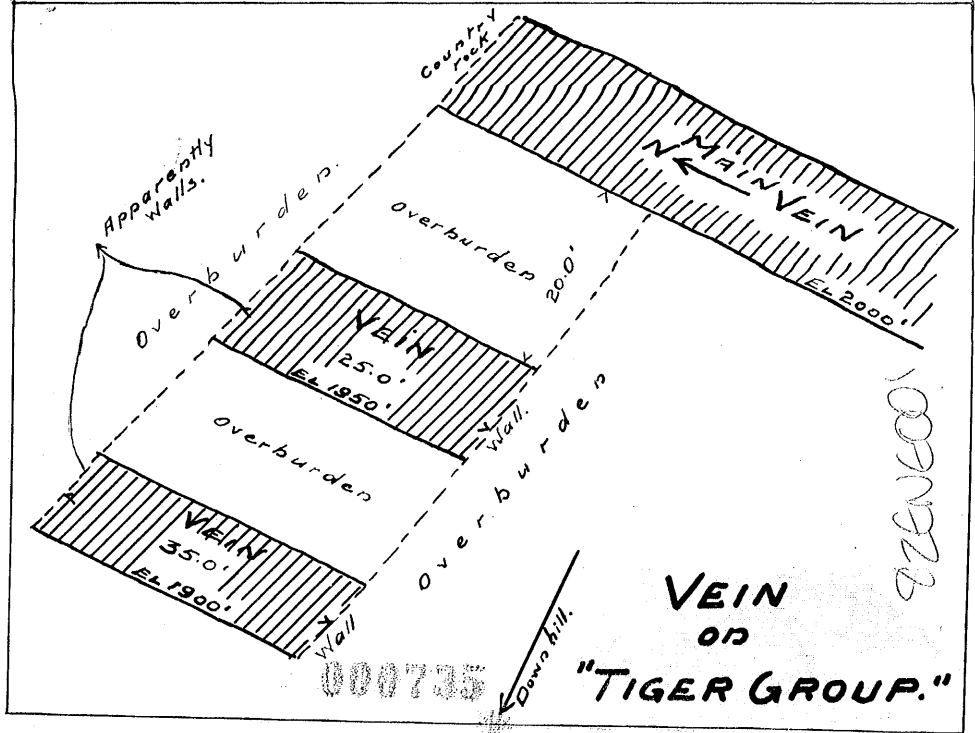 Country
rock
Apparently
Walls.
Overburden.
N
MAIN VEIN
Overburden
20.0'
EL 2000'
VEIN
25.0'
EL 1950'
Wall.
Overburden
Overburden
VEIN
35.0'
EL 1900'
Wall
Down hill.
VEIN
on
"TIGER GROUP."
000735